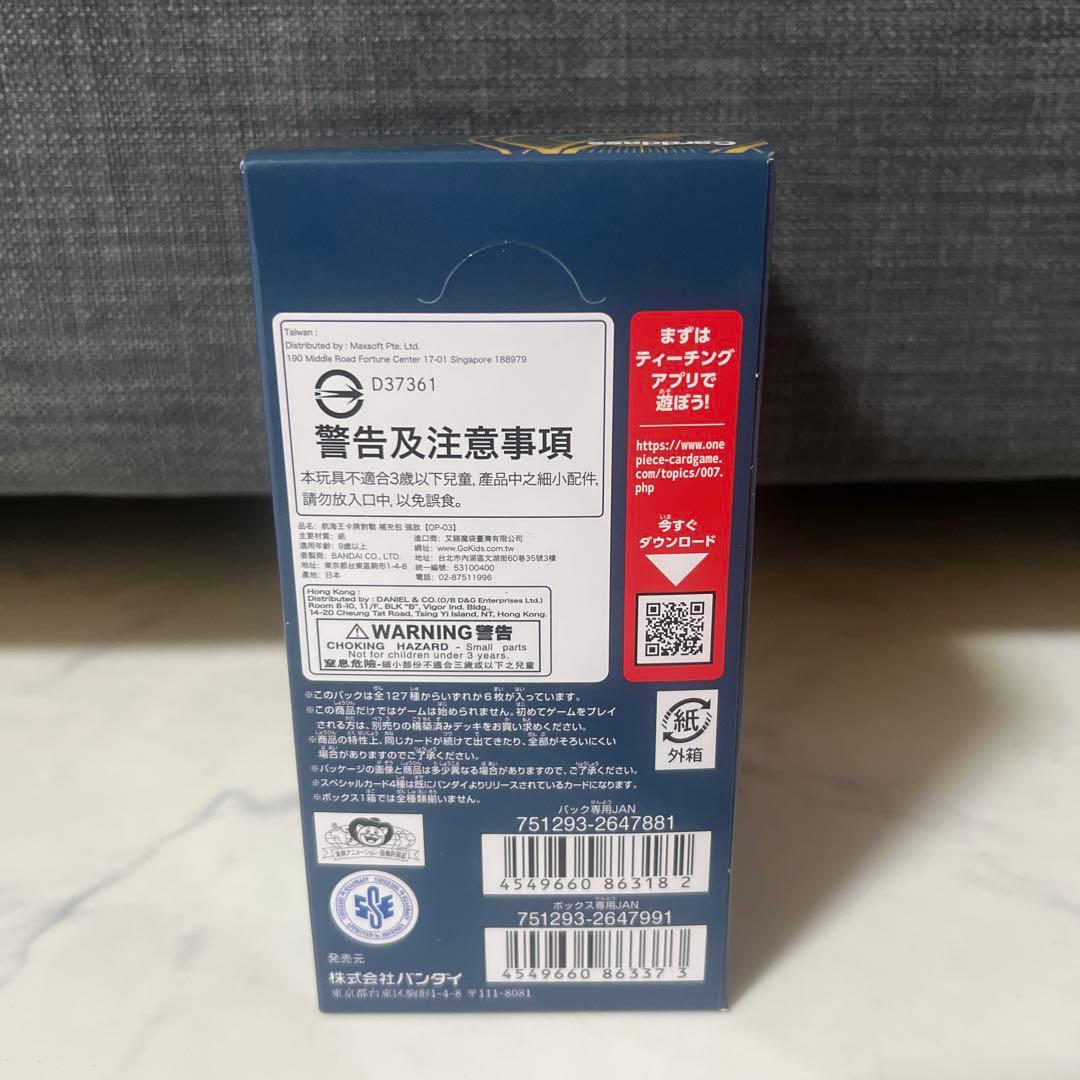 Carddass
Taiwan :
Distributed by : Maxsoft Pte. Ltd.
190 Middle Road Fortune Center 17-01 Singapore 188979
D37361
警告及注意事項
本玩具不適合3歲以下兒童, 產品中之細小配件,
請勿放入口中, 以免誤食。
品名: 航海王卡牌對戰 補充包 強敵【OP-03】
主要材質: 紙
適用年齡: 9歲以上
委製商: BANDAI CO., LTD.
地址: 東京都台東區駒形1-4-8
產地: 日本
進口商: 艾賜魔袋臺灣有限公司
網址: www.GoKids.com.tw
地址: 台北市內湖區文湖街60巷35號3樓
統一編號: 53100400
電話: 02-87511996
Hong Kong :
Distributed by : DANIEL & CO.(O/B D&G Enterprises Ltd.)
Room 8-10, 11/F., BLK "B", Vigor Ind. Bldg.,
14-20 Cheung Tat Road, Tsing Yi Island, NT, Hong Kong.
⚠WARNING 警告
CHOKING HAZARD - Small parts
Not for children under 3 years.
窒息危險-細小部份不適合三歲或以下之兒童
まずは
ティーチング
アプリで
遊ぼう!
https://www.one
piece-cardgame.
com/topics/007.
php
今すぐ
ダウンロード
紙
外箱
※このパックは全127種からいずれか6枚が入っています。
※この商品だけではゲームは始められません。初めてゲームをプレイ
される方は、別売りの構築済みデッキをお買い求めください。
※商品の特性上、同じカードが続けて出てきたり、全部がそろいにくい
場合がありますのでご了承ください。
※パッケージの画像と商品は多少異なる場合がありますので、ご了承ください。
※スペシャルカード4種は既にバンダイよりリリースされているカードになります。
※ボックス1箱では全種類揃いません。
パック専用JAN
751293-2647881
4549660 86318 2
ボックス専用JAN
751293-2647991
4549660 86337 3
東映アニメーション・版権許諾証
SSE
発売元
株式会社バンダイ
東京都台東区駒形1-4-8 〒111-8081